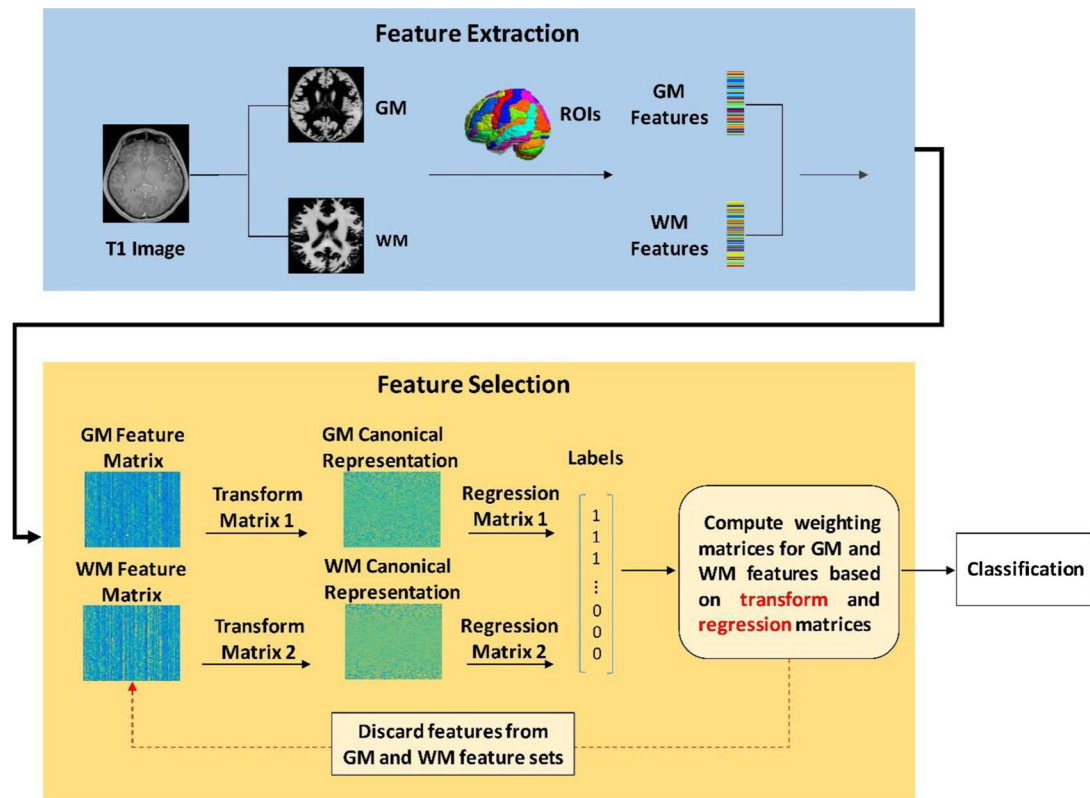 Feature Extraction
GM
ROIs
GM
Features
T1 Image
WM
WM
Features
Feature Selection
GM Feature
Matrix
GM Canonical
Representation
Labels
Transform
Matrix 1
Regression
Matrix 1
WM Feature
Matrix
WM Canonical
Representation
Transform
Matrix 2
Regression
Matrix 2
1
1
1
⋮
0
0
0
Compute weighting
matrices for GM and
WM features based
on transform and
regression matrices
Classification
Discard features from
GM and WM feature sets